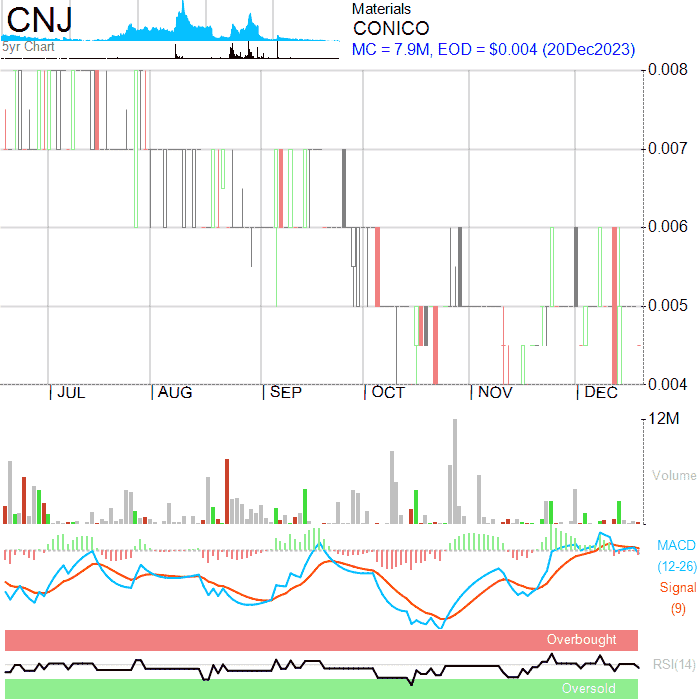 CNJ
5yr Chart
Materials
CONICO
MC = 7.9M, EOD = $0.004 (20Dec2023)
0.008
0.007
0.006
0.005
0.004
JUL AUG SEP OCT NOV DEC
12M
Volume
MACD
(12-26)
Signal
(9)
Overbought
RSI(14)
Oversold